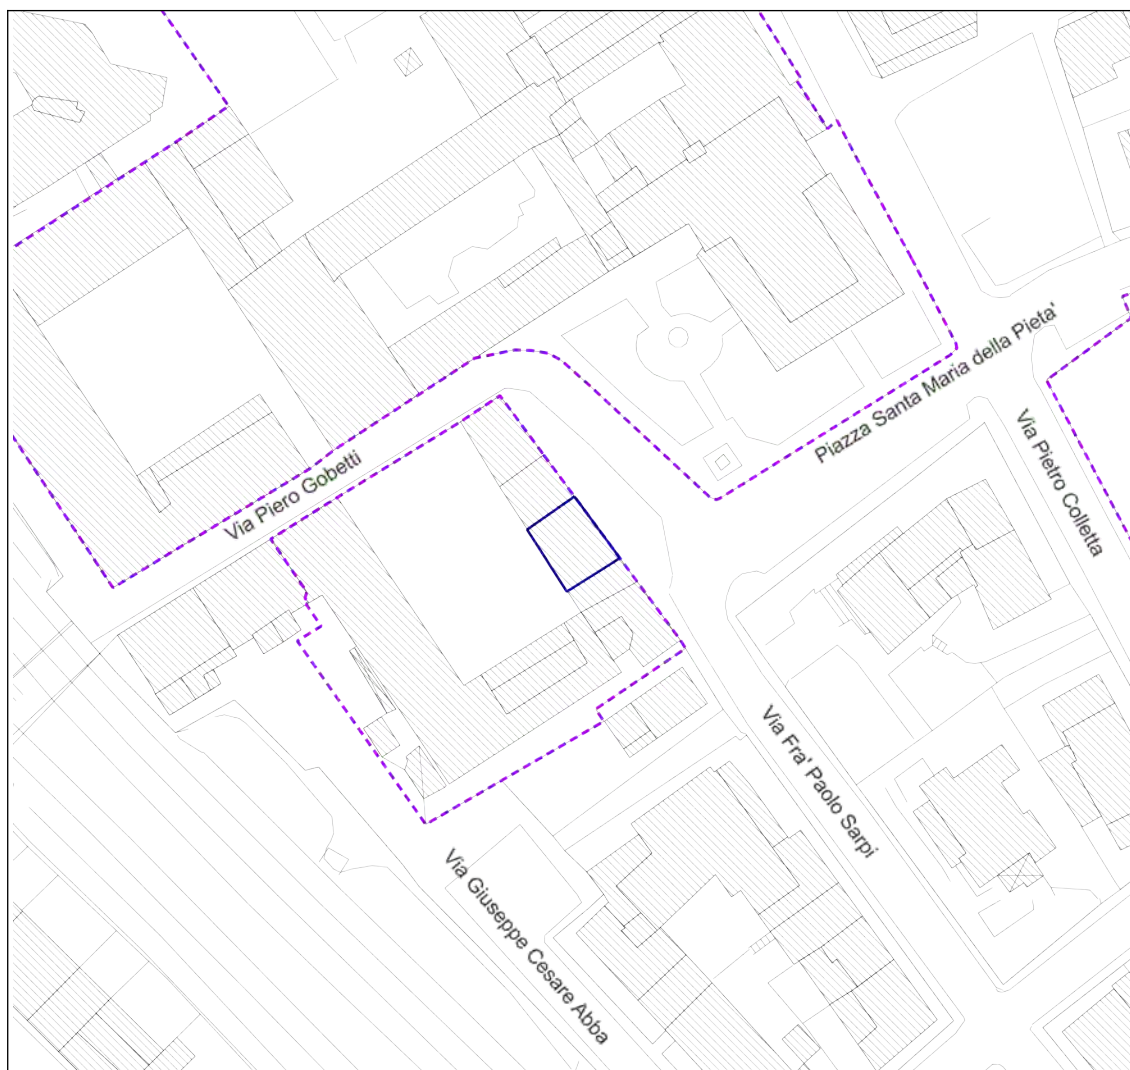 Piazza Santa Maria della Pieta'
Via Piero Gobetti
Via Pietro Colletta
Via Fra' Paolo Sarpi
Via Giuseppe Cesare Abba